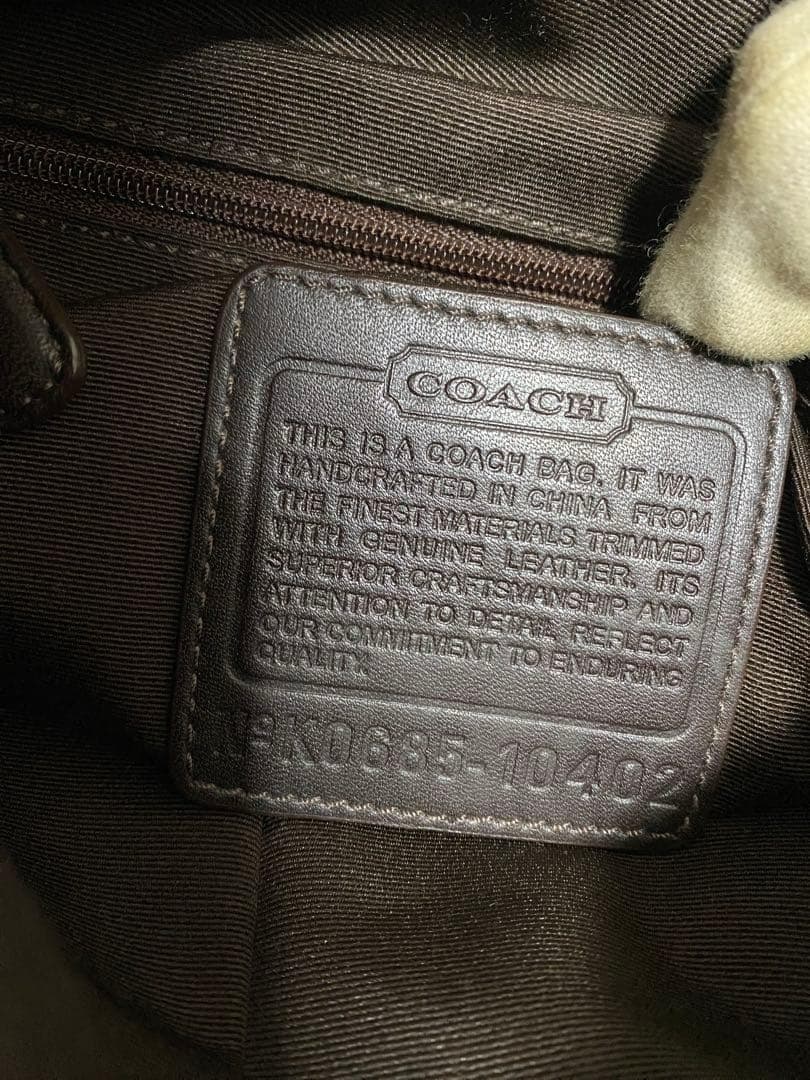 COACH
THIS IS A COACH BAG. IT WAS
HANDCRAFTED IN CHINA FROM
THE FINEST MATERIALS TRIMMED
WITH GENUINE LEATHER. ITS
SUPERIOR CRAFTSMANSHIP AND
ATTENTION TO DETAIL REFLECT
OUR COMMITMENT TO ENDURING
QUALITY.
Nº K0685-10402